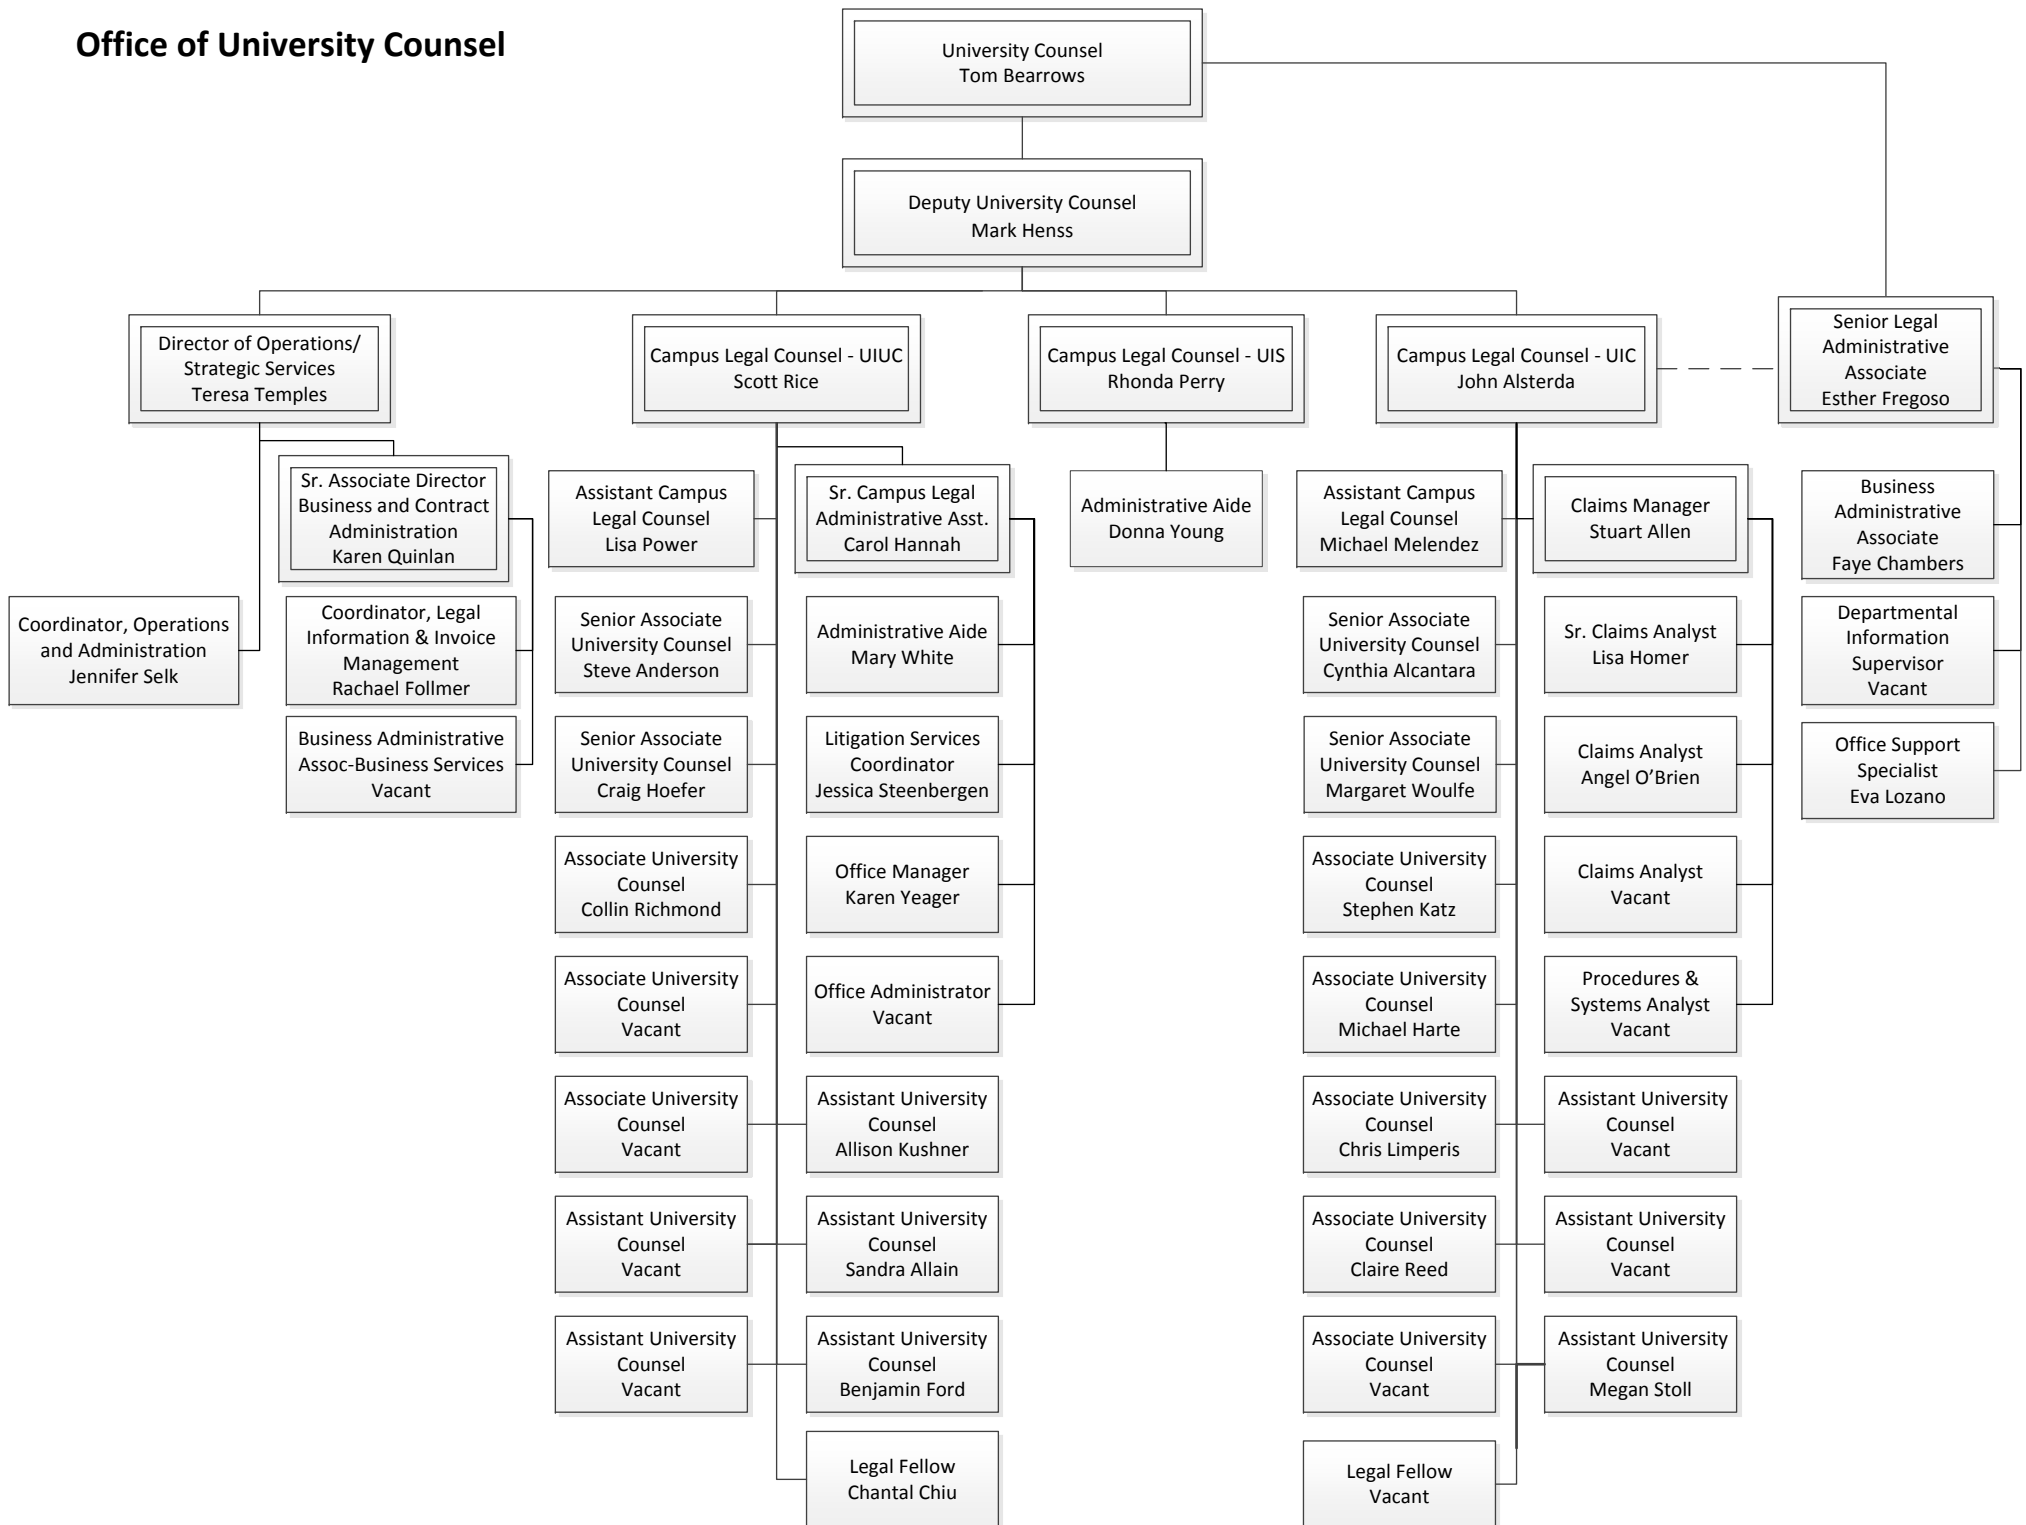 Office of University Counsel
University Counsel
Tom Bearrows
Deputy University Counsel
Mark Henss
Director of Operations/
Strategic Services
Teresa Temples
Campus Legal Counsel - UIUC
Scott Rice
Campus Legal Counsel - UIS
Rhonda Perry
Campus Legal Counsel - UIC
John Alsterda
Senior Legal
Administrative
Associate
Esther Fregoso
Sr. Associate Director
Business and Contract
Administration
Karen Quinlan
Coordinator, Operations
and Administration
Jennifer Selk
Coordinator, Legal
Information & Invoice
Management
Rachael Follmer
Business Administrative
Assoc-Business Services
Vacant
Assistant Campus
Legal Counsel
Lisa Power
Senior Associate
University Counsel
Steve Anderson
Senior Associate
University Counsel
Craig Hoefer
Associate University
Counsel
Collin Richmond
Associate University
Counsel
Vacant
Associate University
Counsel
Vacant
Assistant University
Counsel
Vacant
Assistant University
Counsel
Vacant
Sr. Campus Legal
Administrative Asst.
Carol Hannah
Administrative Aide
Mary White
Litigation Services
Coordinator
Jessica Steenbergen
Office Manager
Karen Yeager
Office Administrator
Vacant
Assistant University
Counsel
Allison Kushner
Assistant University
Counsel
Sandra Allain
Assistant University
Counsel
Benjamin Ford
Legal Fellow
Chantal Chiu
Administrative Aide
Donna Young
Assistant Campus
Legal Counsel
Michael Melendez
Senior Associate
University Counsel
Cynthia Alcantara
Senior Associate
University Counsel
Margaret Woulfe
Associate University
Counsel
Stephen Katz
Associate University
Counsel
Michael Harte
Associate University
Counsel
Chris Limperis
Associate University
Counsel
Claire Reed
Associate University
Counsel
Vacant
Legal Fellow
Vacant
Claims Manager
Stuart Allen
Sr. Claims Analyst
Lisa Homer
Claims Analyst
Angel O’Brien
Claims Analyst
Vacant
Procedures &
Systems Analyst
Vacant
Assistant University
Counsel
Vacant
Assistant University
Counsel
Vacant
Assistant University
Counsel
Megan Stoll
Business
Administrative
Associate
Faye Chambers
Departmental
Information
Supervisor
Vacant
Office Support
Specialist
Eva Lozano